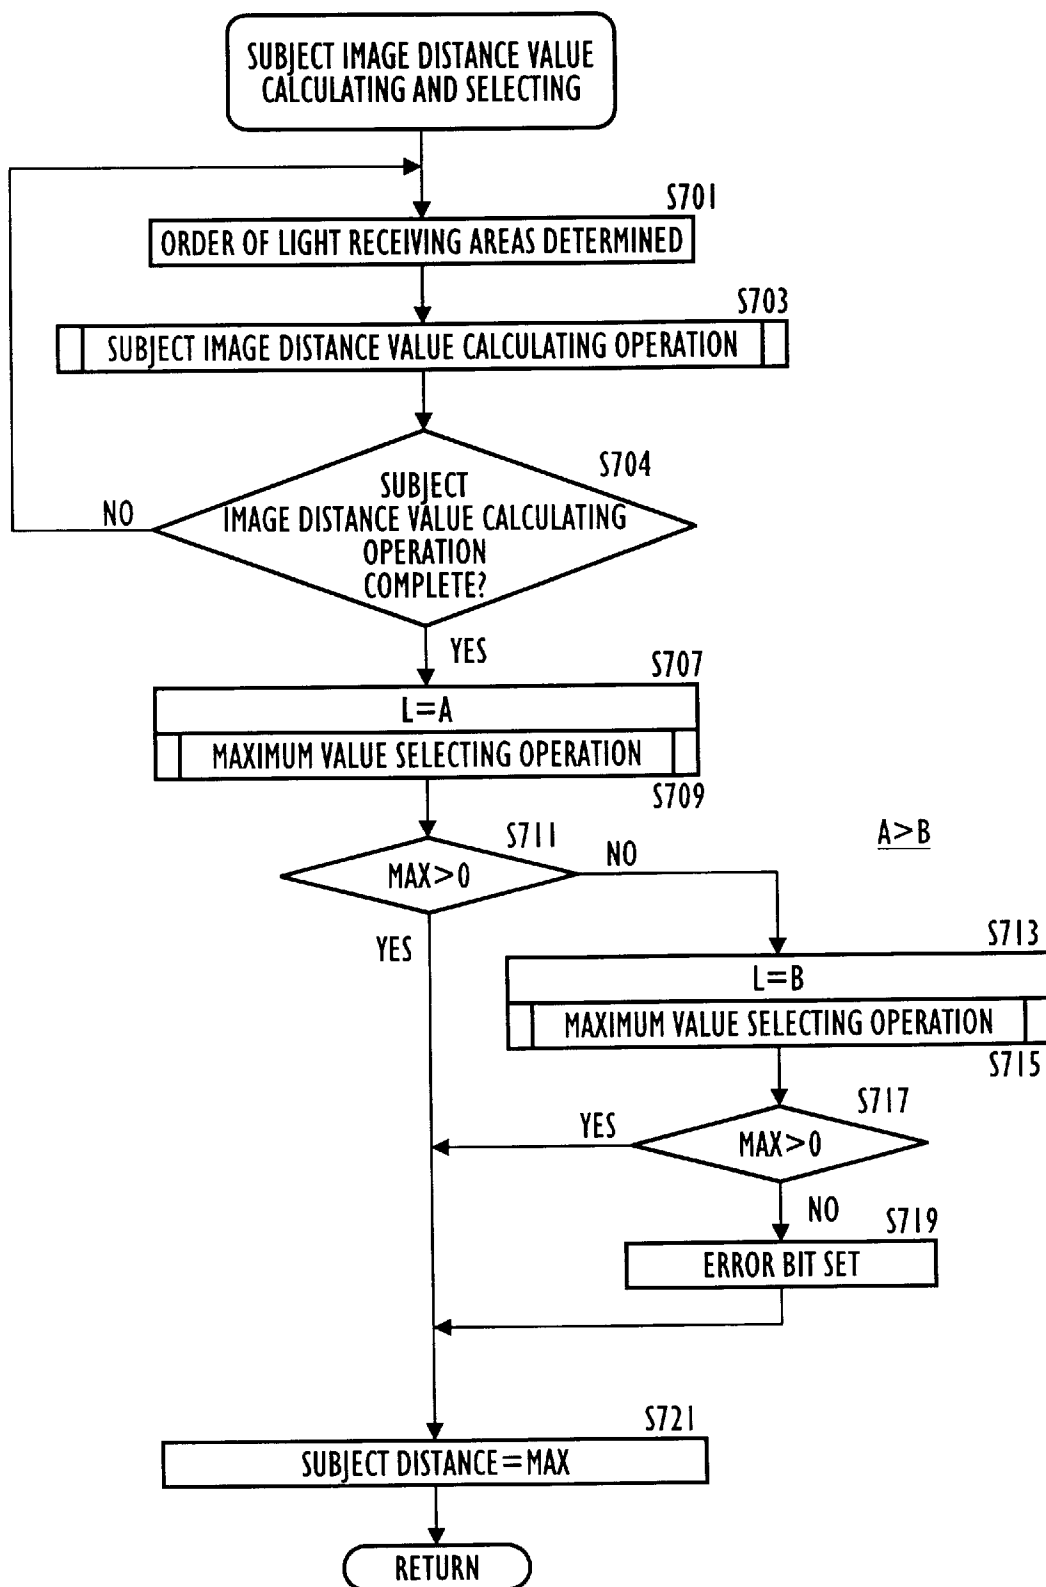 SUBJECT IMAGE DISTANCE VALUE
CALCULATING AND SELECTING
S701
ORDER OF LIGHT RECEIVING AREAS DETERMINED
S703
SUBJECT IMAGE DISTANCE VALUE CALCULATING OPERATION
S704
SUBJECT
IMAGE DISTANCE VALUE CALCULATING
OPERATION
COMPLETE?
NO
YES
S707
L=A
MAXIMUM VALUE SELECTING OPERATION
S709
S711
MAX>0
NO
A>B
YES
S713
L=B
MAXIMUM VALUE SELECTING OPERATION
S715
S717
MAX>0
YES
NO
S719
ERROR BIT SET
S721
SUBJECT DISTANCE=MAX
RETURN